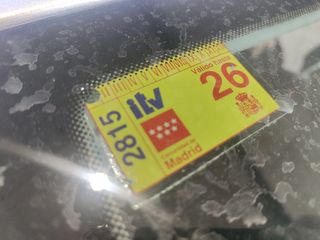 2815
itv
Válido hasta
26
Comunidad de
Madrid